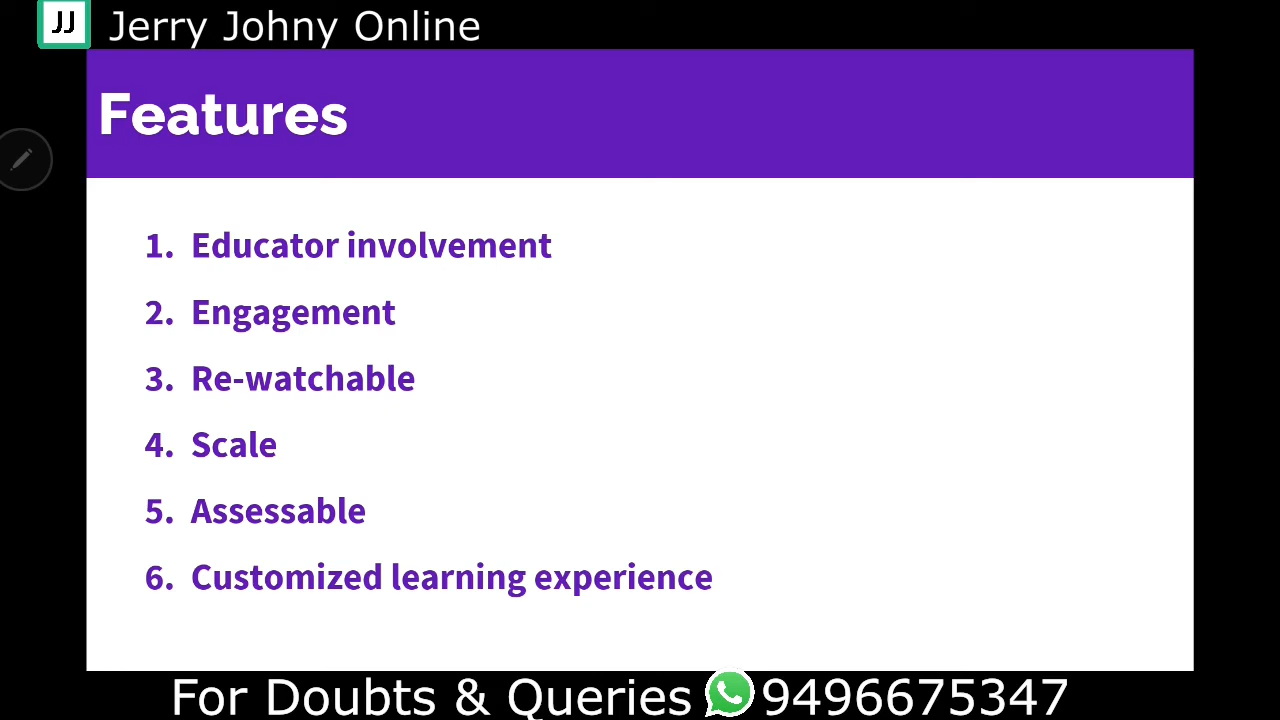 JJ Jerry Johny Online
Features
1. Educator involvement
2. Engagement
3. Re-watchable
4. Scale
5. Assessable
6. Customized learning experience
For Doubts & Queries 9496675347